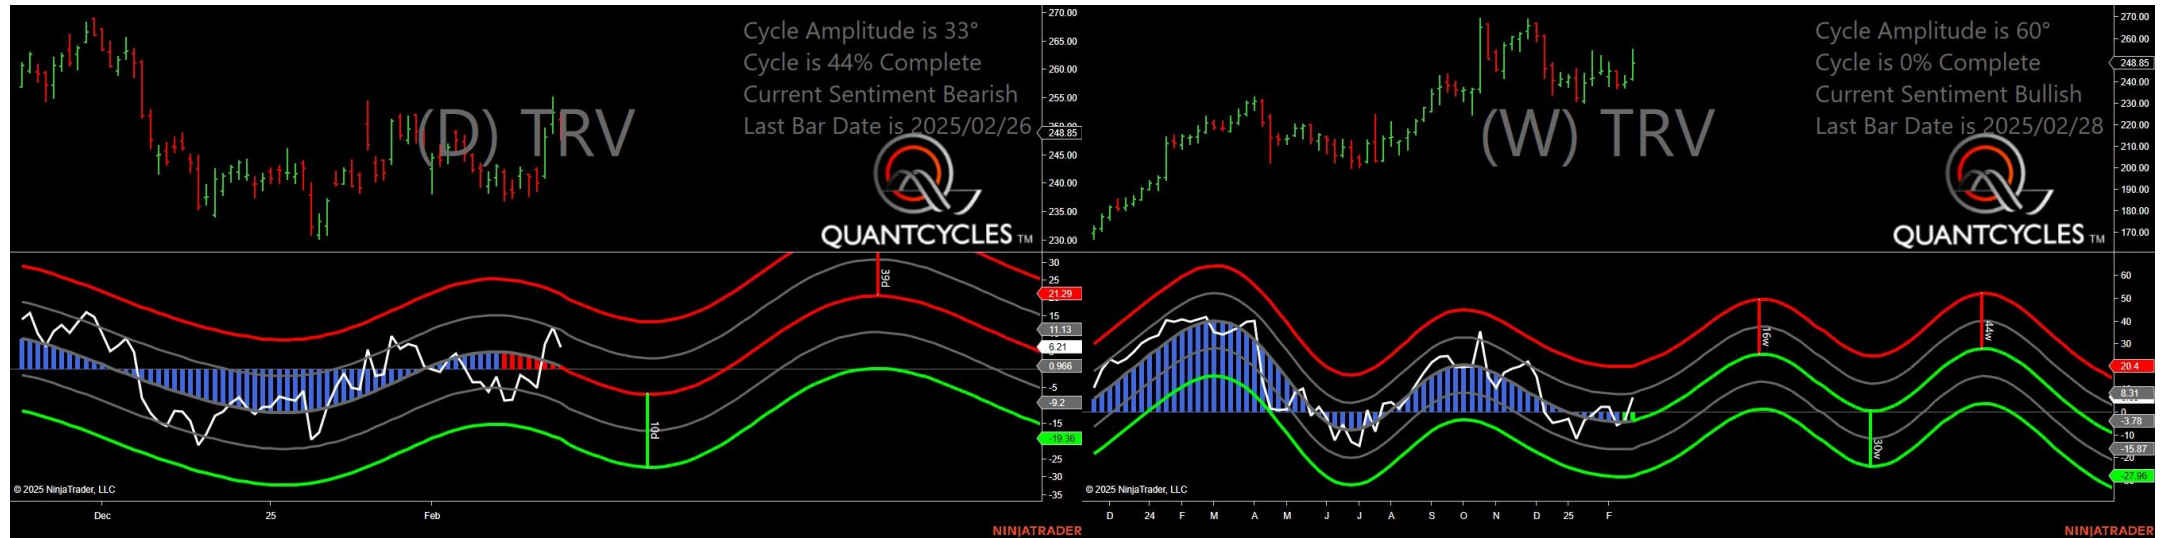 Cycle Amplitude is 33°
Cycle is 44% Complete
Current Sentiment Bearish
Last Bar Date is 2025/02/26
(D) TRV
QUANTCYCLES TM
270.00
265.00
260.00
255.00
248.85
245.00
240.00
235.00
230.00
39d
10d
30
25
21.29
15
11.13
6.21
0.966
-5
-9.2
-15
-19.36
-25
-30
-35
© 2025 NinjaTrader, LLC
Dec
25
Feb
NINJATRADER
Cycle Amplitude is 60°
Cycle is 0% Complete
Current Sentiment Bullish
Last Bar Date is 2025/02/28
(W) TRV
QUANTCYCLES TM
270.00
260.00
248.85
240.00
230.00
220.00
210.00
200.00
190.00
180.00
170.00
16w
30w
44w
60
50
40
30
20.4
8.31
0
-3.78
-10
-15.87
-20
-27.96
© 2025 NinjaTrader, LLC
D
24
F
M
A
M
J
J
A
S
O
N
D
25
F
NINJATRADER